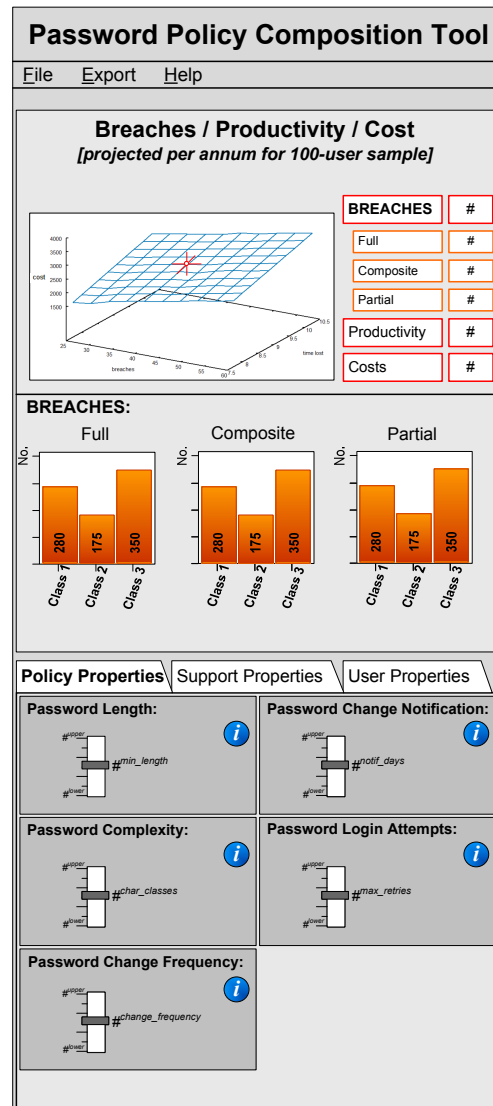 Password Policy Composition Tool
File Export Help
Breaches / Productivity / Cost
[projected per annum for 100-user sample]
BREACHES #
Full #
Composite #
Partial #
Productivity #
Costs #
4000
3500
3000
2500
2000
1500
cost
25
30
35
40
45
50
55
60
breaches
7.5
8
8.5
9
9.5
10
10.5
time lost
BREACHES:
Full Composite Partial
No.
280 175 350
Class 1 Class 2 Class 3
No.
280 175 350
Class 1 Class 2 Class 3
No.
280 175 350
Class 1 Class 2 Class 3
Policy Properties Support Properties User Properties
Password Length:
i
#upper
#min_length
#lower
Password Change Notification:
i
#upper
#notif_days
#lower
Password Complexity:
i
#upper
#char_classes
#lower
Password Login Attempts:
i
#upper
#max_retries
#lower
Password Change Frequency:
i
#upper
#change_frequency
#lower